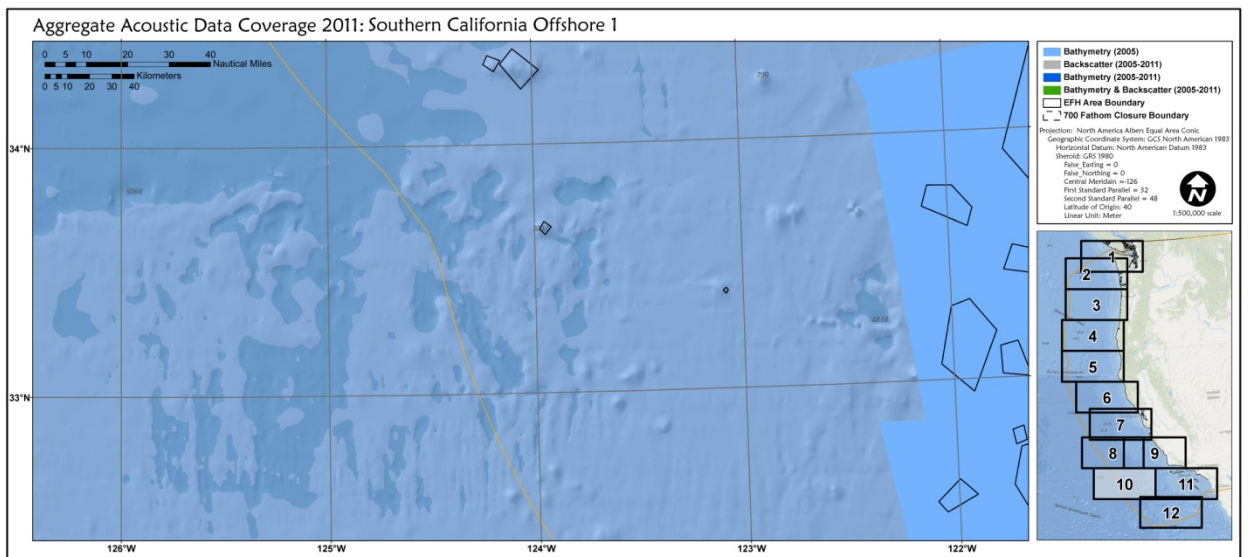 Aggregate Acoustic Data Coverage 2011: Southern California Offshore 1
0 5 10 20 30 40
Nautical Miles
Kilometers
0 5 10 20 30 40
34°N
33°N
5068
700
4838
126°W 125°W 124°W 123°W 122°W
Bathymetry (2005)
Backscatter (2005-2011)
Bathymetry (2005-2011)
Bathymetry & Backscatter (2005-2011)
EFH Area Boundary
700 Fathom Closure Boundary
Projection: North America Albers Equal Area Conic
Geographic Coordinate System: GCS North American 1983
Horizontal Datum: North American Datum 1983
Sheroid: GRS 1980
False_Easting = 0
False_Northing = 0
Central Meridain =-126
First Standard Parallel = 32
Second Standard Parallel = 48
Latitude of Origin: 40
Linear Unit: Meter
N
1:500,000 scale
1
2
3
4
5
6
7
8 9
10 11
12